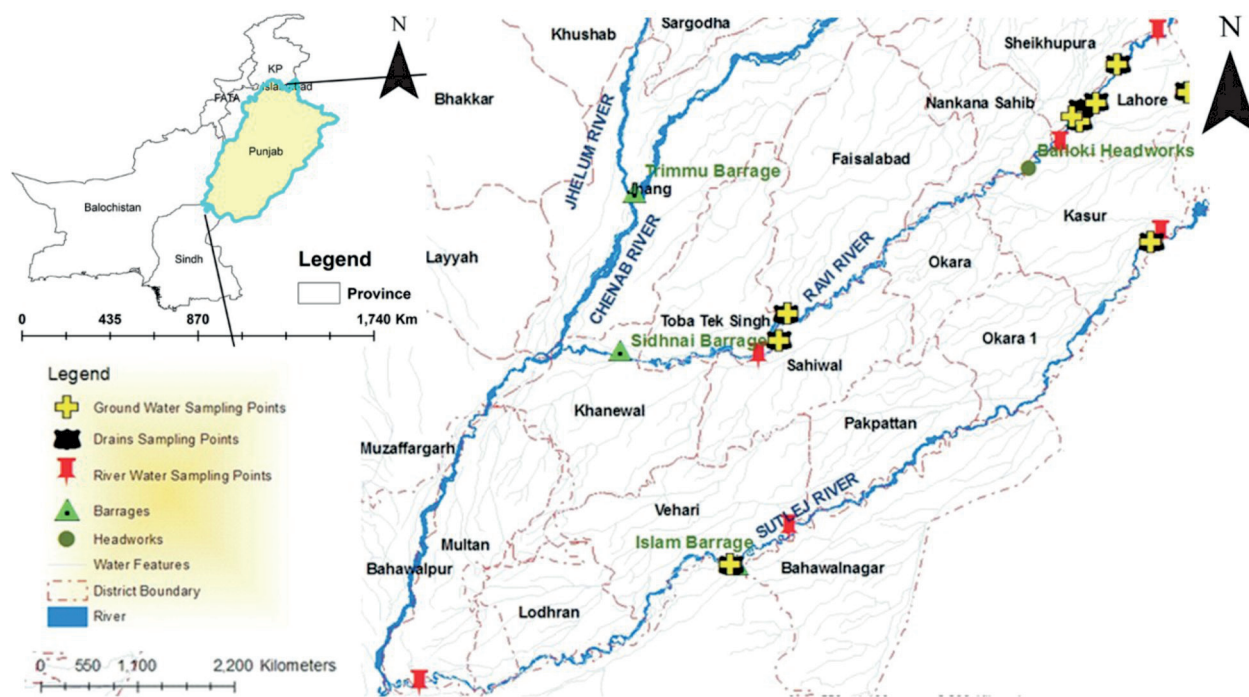 N
KP
FATA
Punjab
Balochistan
Sindh
Legend
Province
0 435 870 1,740 Km
Legend
Ground Water Sampling Points
Drains Sampling Points
River Water Sampling Points
Barrages
Headworks
Water Features
District Boundary
River
0 550 1,100 2,200 Kilometers
N
Sargodha
Khushab
Sheikhupura
Bhakkar
Nankana Sahib
Lahore
JHELUM RIVER
Faisalabad
Headworks
Trimmu Barrage
Kasur
Layyah
CHENAB RIVER
RAVI RIVER
Okara
Toba Tek Singh
Okara 1
Sidhnai Barrage
Sahiwal
Khanewal
Pakpattan
Muzaffargarh
Vehari
SUTLEJ RIVER
Multan
Islam Barrage
Bahawalpur
Bahawalnagar
Lodhran